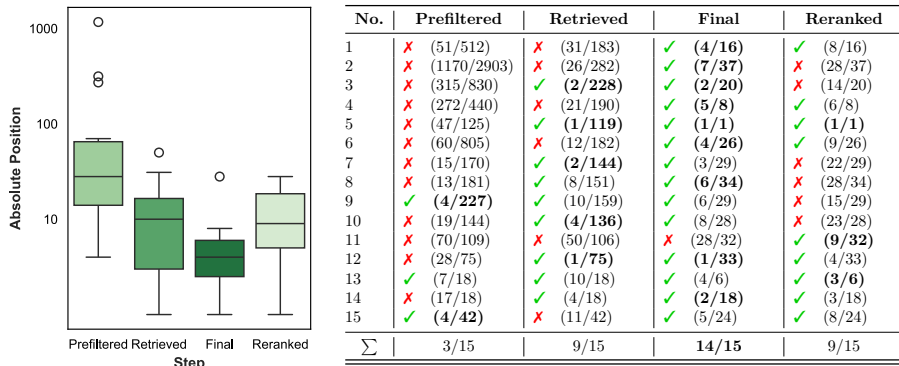 1000
100
10
Absolute Position
Prefiltered Retrieved Final Reranked
Step
No. Prefiltered Retrieved Final Reranked
1 ✗ (51/512) ✗ (31/183) ✓ (4/16) ✓ (8/16)
2 ✗ (1170/2903) ✗ (26/282) ✓ (7/37) ✗ (28/37)
3 ✗ (315/830) ✓ (2/228) ✓ (2/20) ✗ (14/20)
4 ✗ (272/440) ✗ (21/190) ✓ (5/8) ✓ (6/8)
5 ✗ (47/125) ✓ (1/119) ✓ (1/1) ✓ (1/1)
6 ✗ (60/805) ✗ (12/182) ✓ (4/26) ✓ (9/26)
7 ✗ (15/170) ✓ (2/144) ✓ (3/29) ✗ (22/29)
8 ✗ (13/181) ✓ (8/151) ✓ (6/34) ✗ (28/34)
9 ✓ (4/227) ✓ (10/159) ✓ (6/29) ✗ (15/29)
10 ✗ (19/144) ✓ (4/136) ✓ (8/28) ✗ (23/28)
11 ✗ (70/109) ✗ (50/106) ✗ (28/32) ✓ (9/32)
12 ✗ (28/75) ✓ (1/75) ✓ (1/33) ✓ (4/33)
13 ✓ (7/18) ✓ (10/18) ✓ (4/6) ✓ (3/6)
14 ✗ (17/18) ✓ (4/18) ✓ (2/18) ✓ (3/18)
15 ✓ (4/42) ✗ (11/42) ✓ (5/24) ✓ (8/24)
∑ 3/15 9/15 14/15 9/15